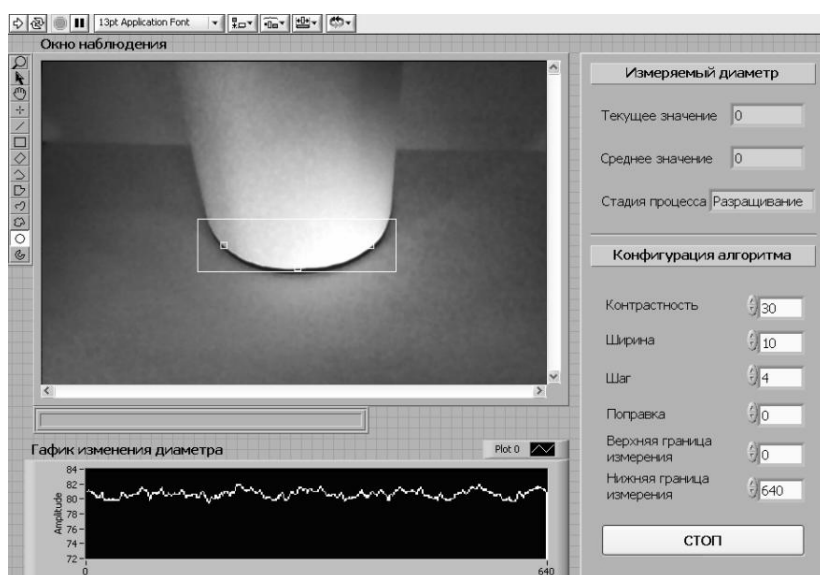 13pt Application Font
Окно наблюдения
Измеряемый диаметр
Текущее значение 0
Среднее значение 0
Стадия процесса Разращивание
Конфигурация алгоритма
Контрастность 30
Ширина 10
Шаг 4
Поправка 0
Верхняя граница
измерения 0
Нижняя граница
измерения 640
СТОП
Гафик изменения диаметра
Plot 0
Amplitude
84
82
80
78
76
74
72
0
640